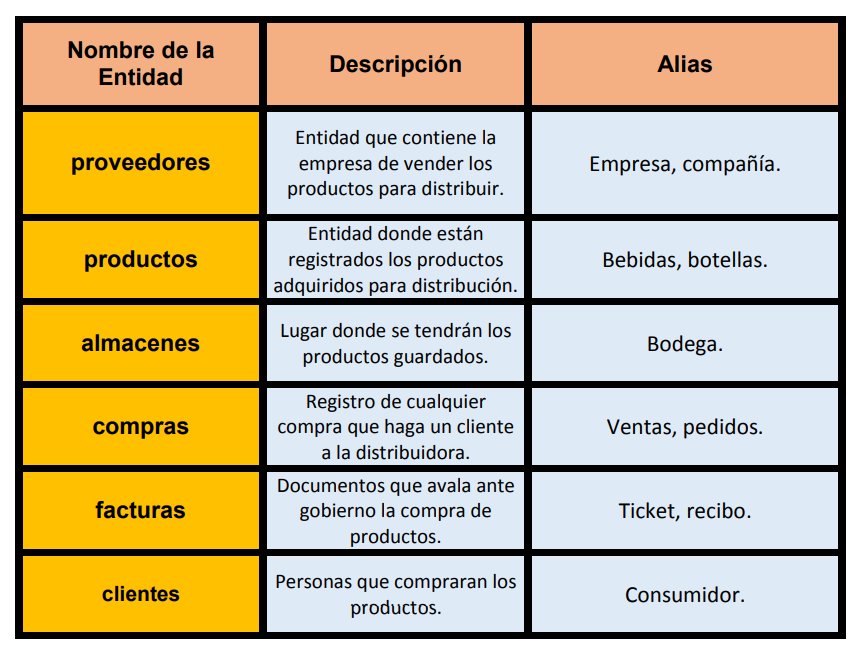 Nombre de la
Entidad
Descripción
Alias
proveedores
Entidad que contiene la
empresa de vender los
productos para distribuir.
Empresa, compañía.
productos
Entidad donde están
registrados los productos
adquiridos para distribución.
Bebidas, botellas.
almacenes
Lugar donde se tendrán los
productos guardados.
Bodega.
compras
Registro de cualquier
compra que haga un cliente
a la distribuidora.
Ventas, pedidos.
facturas
Documentos que avala ante
gobierno la compra de
productos.
Ticket, recibo.
clientes
Personas que compraran los
productos.
Consumidor.